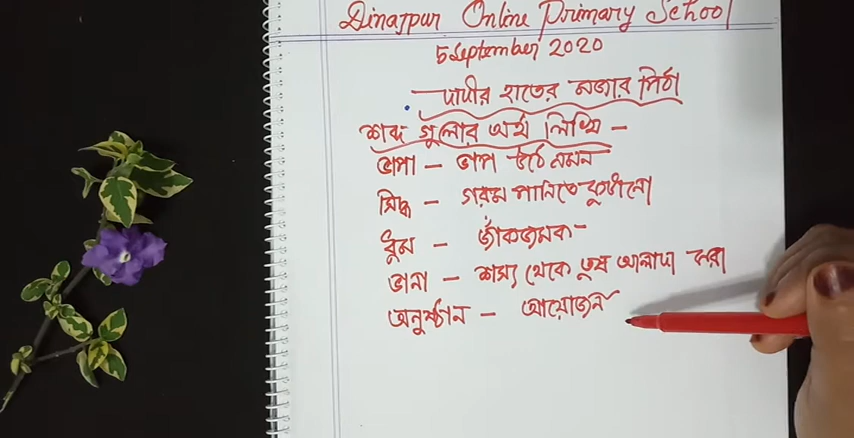 Dinajpur Online Primary School
5 September 2020
দাদীর হাতের মজার পিঠা
শব্দ গুলোর অর্থ লিখি -
ভাপা - ভাপ উঠে এমন
সিদ্ধ - গরম পানিতে ফুটানো
ধুম - জাঁকজমক
ভানা - শস্য থেকে তুষ আলাদা করা
অনুষ্ঠান - আয়োজন